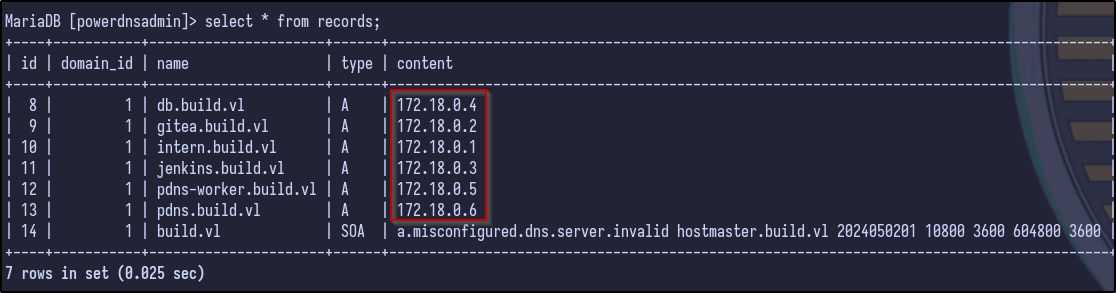 MariaDB [powerdnsadmin]> select * from records;
+----+-----------+-----------------------+------+---------------------------------------------------------------------------------------
| id | domain_id | name                  | type | content
+----+-----------+-----------------------+------+---------------------------------------------------------------------------------------
|  8 |         1 | db.build.vl           | A    | 172.18.0.4
|  9 |         1 | gitea.build.vl        | A    | 172.18.0.2
| 10 |         1 | intern.build.vl       | A    | 172.18.0.1
| 11 |         1 | jenkins.build.vl      | A    | 172.18.0.3
| 12 |         1 | pdns-worker.build.vl  | A    | 172.18.0.5
| 13 |         1 | pdns.build.vl         | A    | 172.18.0.6
| 14 |         1 | build.vl              | SOA  | a.misconfigured.dns.server.invalid hostmaster.build.vl 2024050201 10800 3600 604800 3600 |
+----+-----------+-----------------------+------+---------------------------------------------------------------------------------------
7 rows in set (0.025 sec)